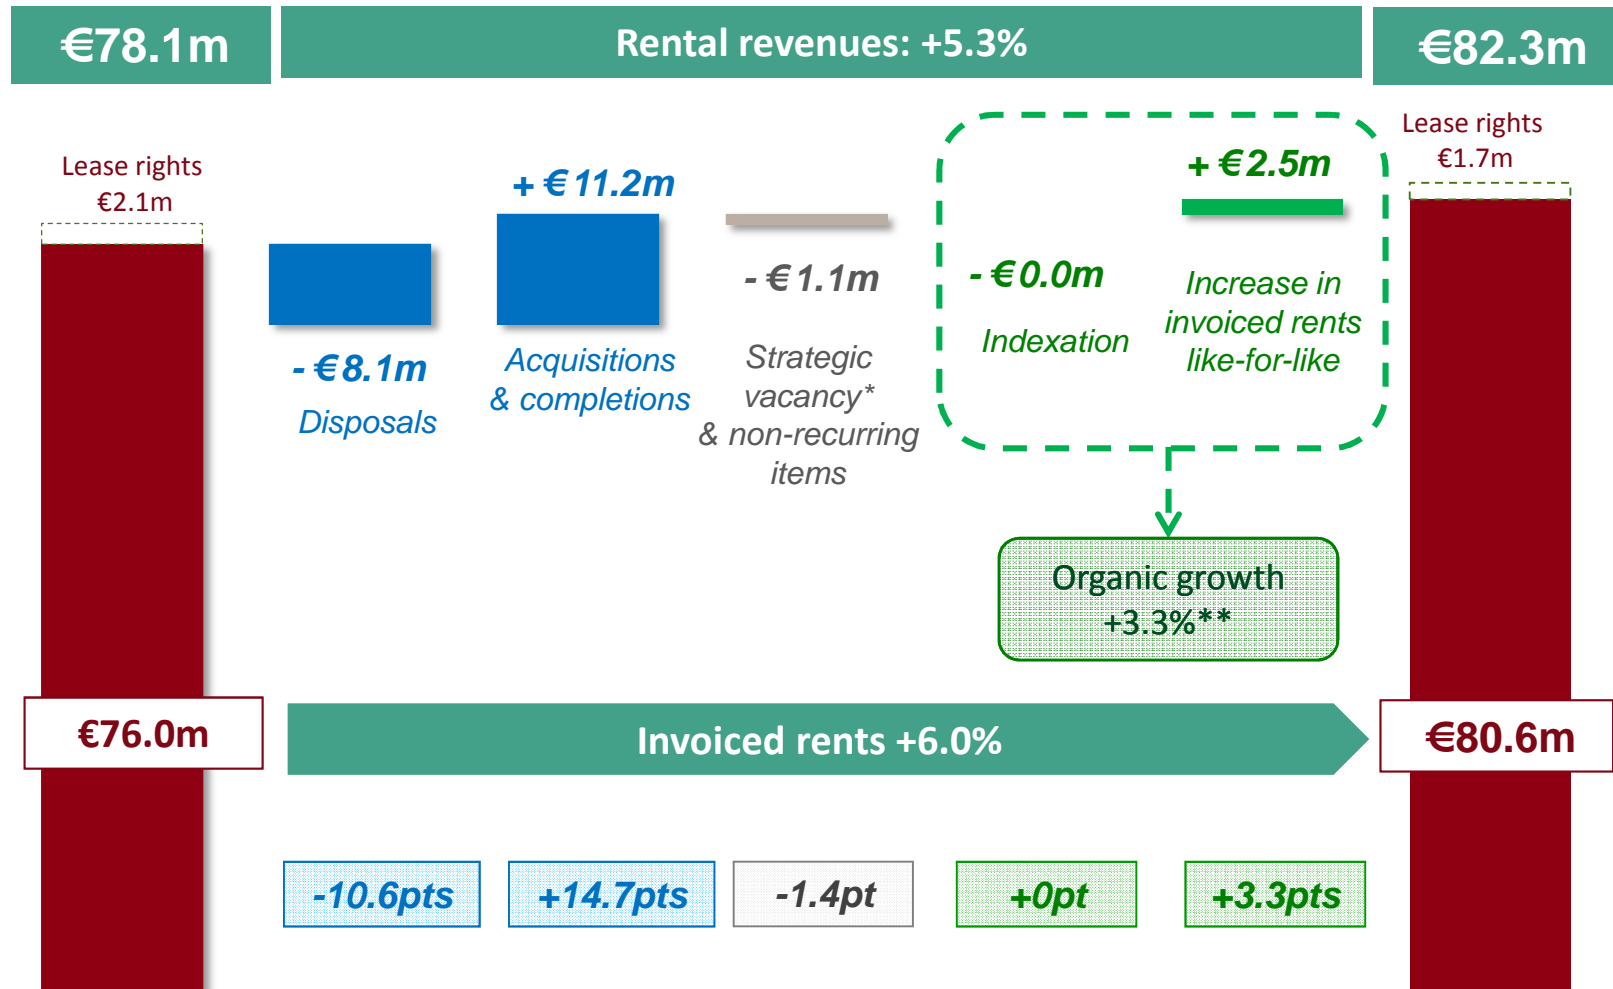 €78.1m
Rental revenues: +5.3%
€82.3m
Lease rights
€2.1m
- €8.1m
Disposals
+ €11.2m
Acquisitions
& completions
- €1.1m
Strategic
vacancy*
& non-recurring
items
- €0.0m
Indexation
+ €2.5m
Increase in
invoiced rents
like-for-like
Lease rights
€1.7m
Organic growth
+3.3%**
€76.0m
Invoiced rents +6.0%
€80.6m
-10.6pts
+14.7pts
-1.4pt
+0pt
+3.3pts